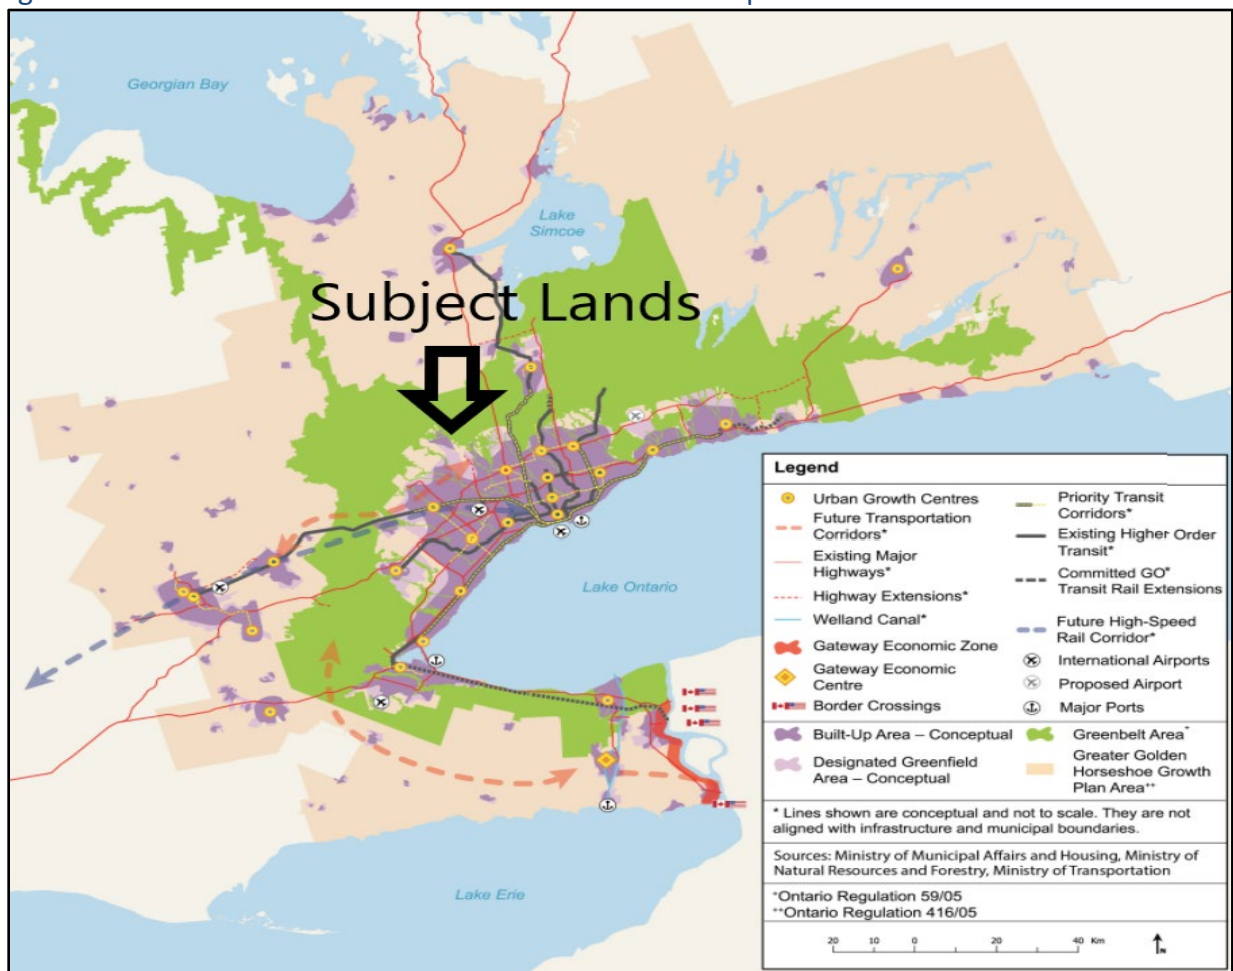 Georgian Bay
Lake
Simcoe
Subject Lands
Lake Ontario
Lake Erie
Legend
Urban Growth Centres
Future Transportation
Corridors*
Existing Major
Highways*
Highway Extensions*
Welland Canal*
Gateway Economic Zone
Gateway Economic
Centre
Border Crossings
Priority Transit
Corridors*
Existing Higher Order
Transit*
Committed GO*
Transit Rail Extensions
Future High-Speed
Rail Corridor*
International Airports
Proposed Airport
Major Ports
Built-Up Area – Conceptual
Designated Greenfield
Area – Conceptual
Greenbelt Area+
Greater Golden
Horseshoe Growth
Plan Area++
* Lines shown are conceptual and not to scale. They are not
aligned with infrastructure and municipal boundaries.
Sources: Ministry of Municipal Affairs and Housing, Ministry of
Natural Resources and Forestry, Ministry of Transportation
+Ontario Regulation 59/05
++Ontario Regulation 416/05
20 10 0 20 40 Km
N